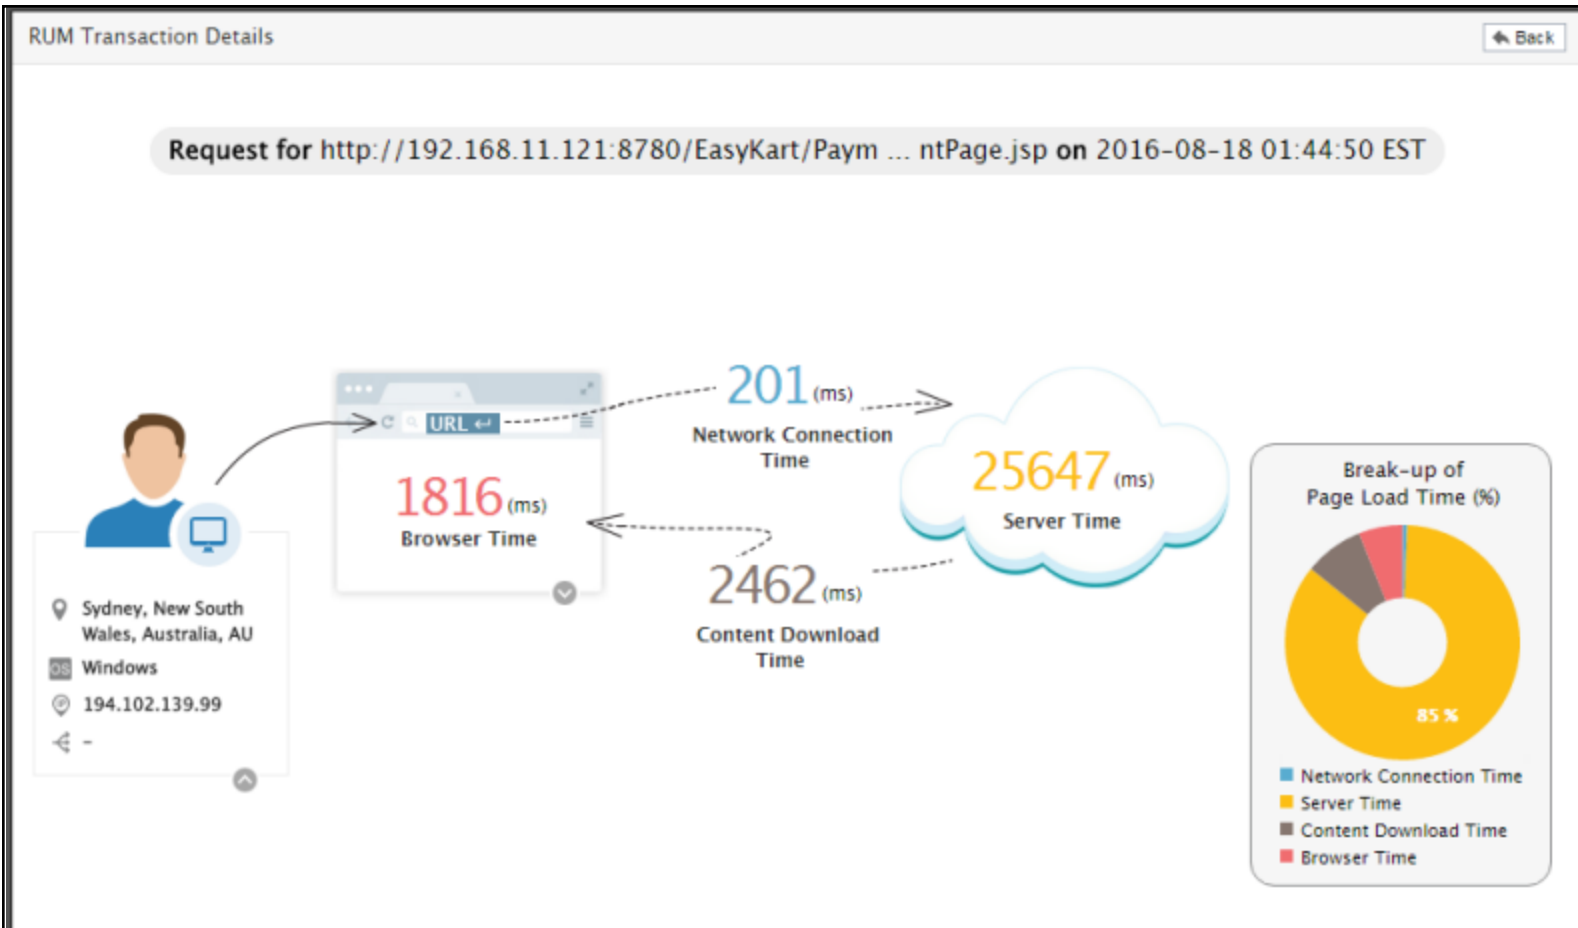 RUM Transaction Details
Back
Request for http://192.168.11.121:8780/EasyKart/Paym ... ntPage.jsp on 2016-08-18 01:44:50 EST
URL
201 (ms)
Network Connection
Time
1816 (ms)
Browser Time
25647 (ms)
Server Time
2462 (ms)
Content Download
Time
Sydney, New South
Wales, Australia, AU
OS Windows
IP 194.102.139.99
-
Break-up of
Page Load Time (%)
85 %
Network Connection Time
Server Time
Content Download Time
Browser Time